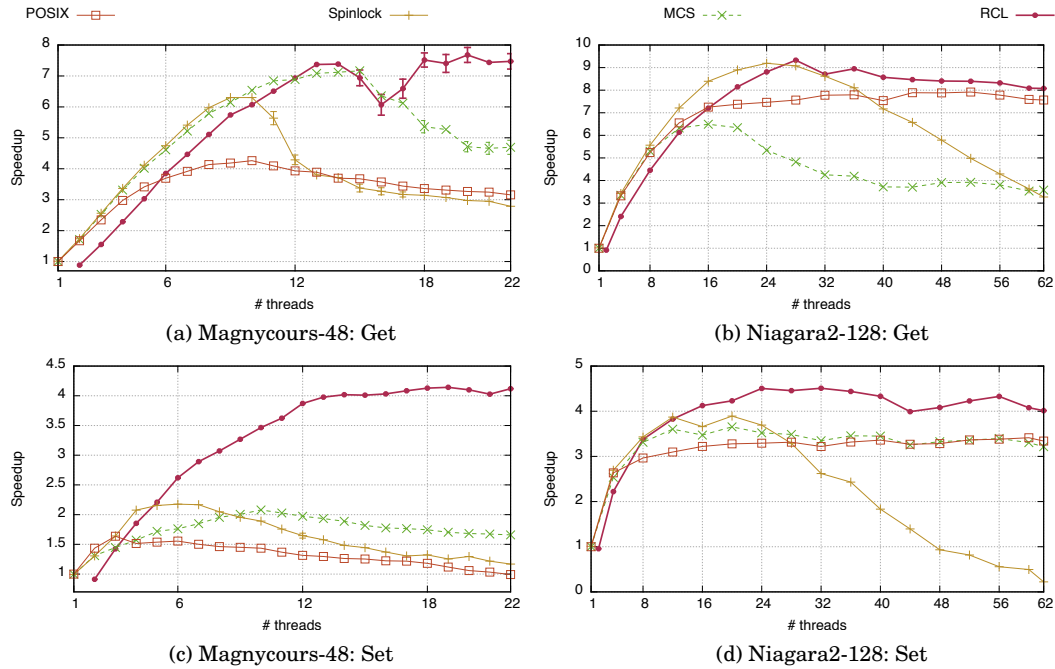 POSIX Spinlock MCS RCL
8
7
6
5
4
3
2
1
Speedup
1 6 12 18 22
# threads
(a) Magnycours-48: Get
10
9
8
7
6
5
4
3
2
1
0
Speedup
1 8 16 24 32 40 48 56 62
# threads
(b) Niagara2-128: Get
4.5
4
3.5
3
2.5
2
1.5
1
Speedup
1 6 12 18 22
# threads
(c) Magnycours-48: Set
5
4
3
2
1
0
Speedup
1 8 16 24 32 40 48 56 62
# threads
(d) Niagara2-128: Set